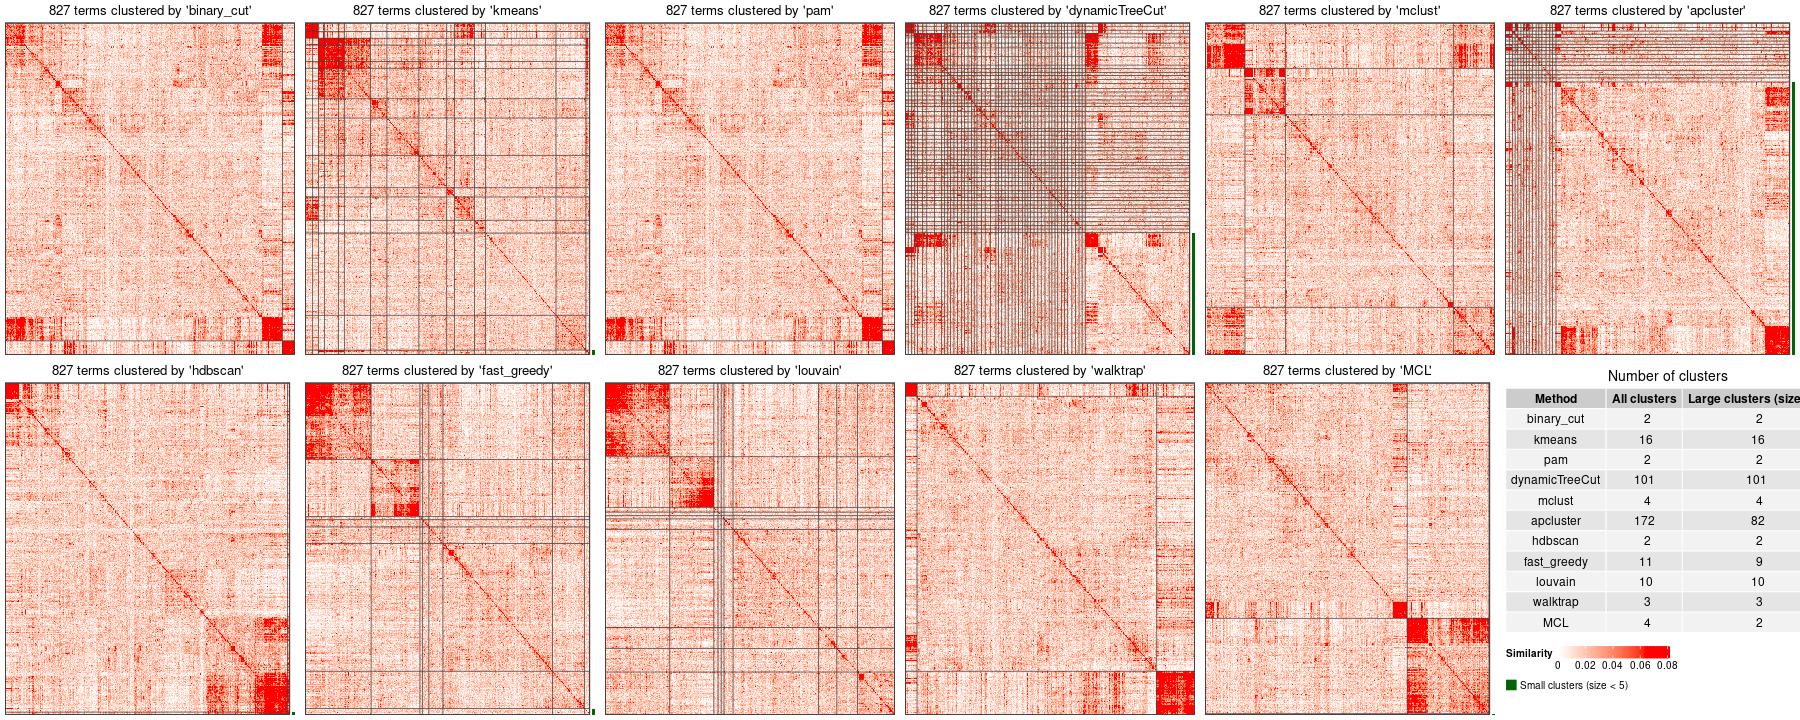 827 terms clustered by 'binary_cut'
827 terms clustered by 'kmeans'
827 terms clustered by 'pam'
827 terms clustered by 'dynamicTreeCut'
827 terms clustered by 'mclust'
827 terms clustered by 'apcluster'
827 terms clustered by 'hdbscan'
827 terms clustered by 'fast_greedy'
827 terms clustered by 'louvain'
827 terms clustered by 'walktrap'
827 terms clustered by 'MCL'
Number of clusters
Method All clusters Large clusters (size
binary_cut 2 2
kmeans 16 16
pam 2 2
dynamicTreeCut 101 101
mclust 4 4
apcluster 172 82
hdbscan 2 2
fast_greedy 11 9
louvain 10 10
walktrap 3 3
MCL 4 2
Similarity
0 0.02 0.04 0.06 0.08
Small clusters (size < 5)